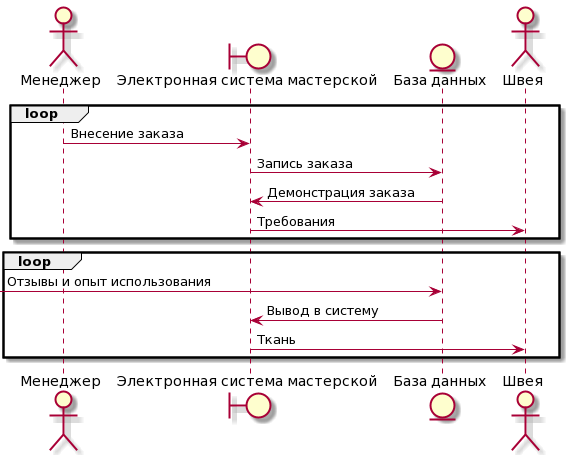 Менеджер Электронная система мастерской База данных Швея
loop
Внесение заказа
Запись заказа
Демонстрация заказа
Требования
loop
Отзывы и опыт использования
Вывод в систему
Ткань
Менеджер Электронная система мастерской База данных Швея